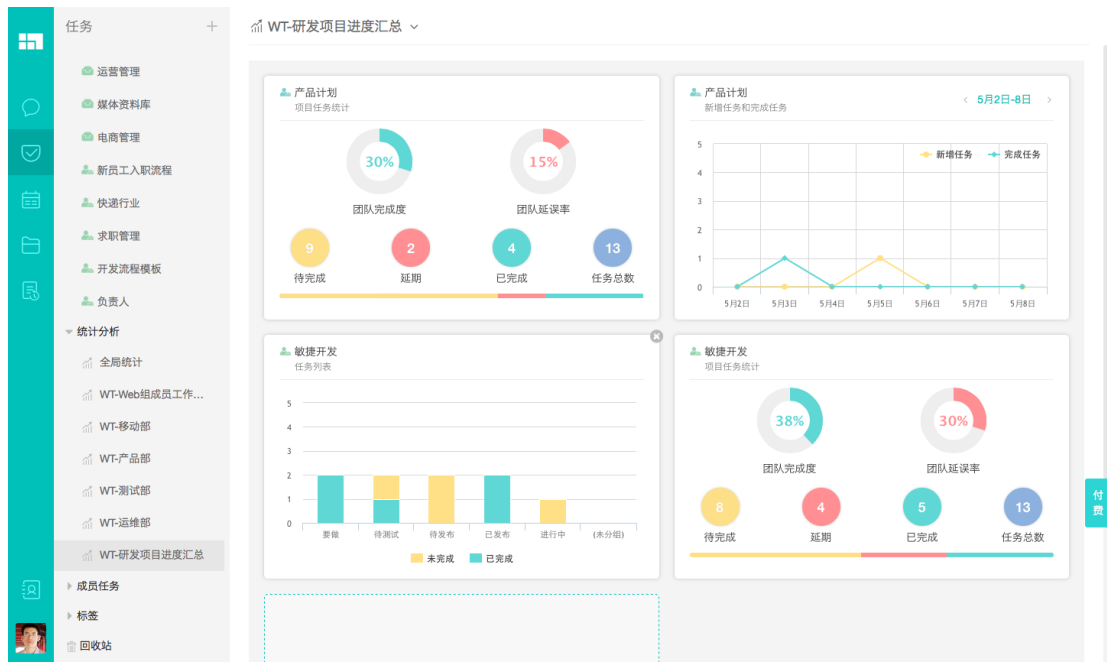 任务
运营管理
媒体资料库
电商管理
新员工入职流程
快递行业
求职管理
开发流程模板
负责人
统计分析
全局统计
WT-Web组成员工作...
WT-移动部
WT-产品部
WT-测试部
WT-运维部
WT-研发项目进度汇总
成员任务
标签
回收站
WT-研发项目进度汇总
产品计划
项目任务统计
30%
15%
团队完成度
团队延误率
9
2
4
13
待完成
延期
已完成
任务总数
产品计划
新增任务和完成任务
5月2日-8日
新增任务
完成任务
5
4
3
2
1
0
5月2日
5月3日
5月4日
5月5日
5月6日
5月7日
5月8日
敏捷开发
任务列表
5
4
3
2
1
0
要做
待测试
待发布
已发布
进行中
(未分组)
未完成
已完成
敏捷开发
项目任务统计
38%
30%
团队完成度
团队延误率
8
4
5
13
待完成
延期
已完成
任务总数
付
费